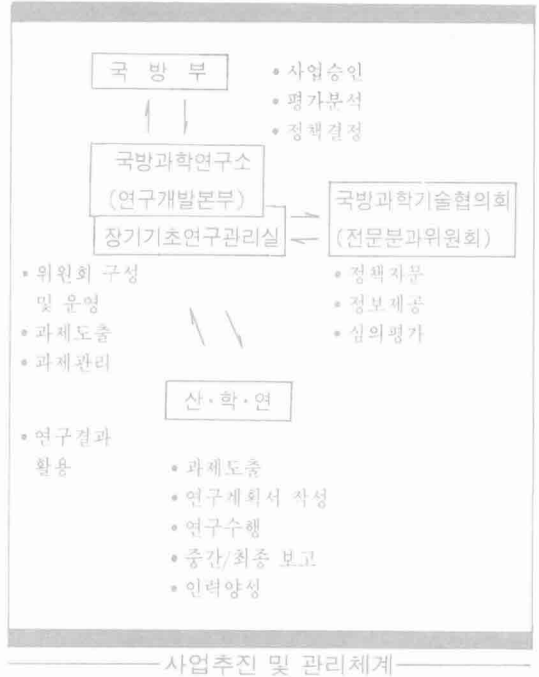 국 방 부
• 사업승인
• 평가분석
• 정책결정
국방과학연구소
(연구개발본부)
장기기초연구관리실
국방과학기술협의회
(전문분과위원회)
• 위원회 구성
및 운영
• 과제도출
• 과제관리
• 정책자문
• 정보제공
• 심의평가
산·학·연
• 연구결과
활용
• 과제도출
• 연구계획서 작성
• 연구수행
• 중간/최종 보고
• 인력양성
사업추진 및 관리체계